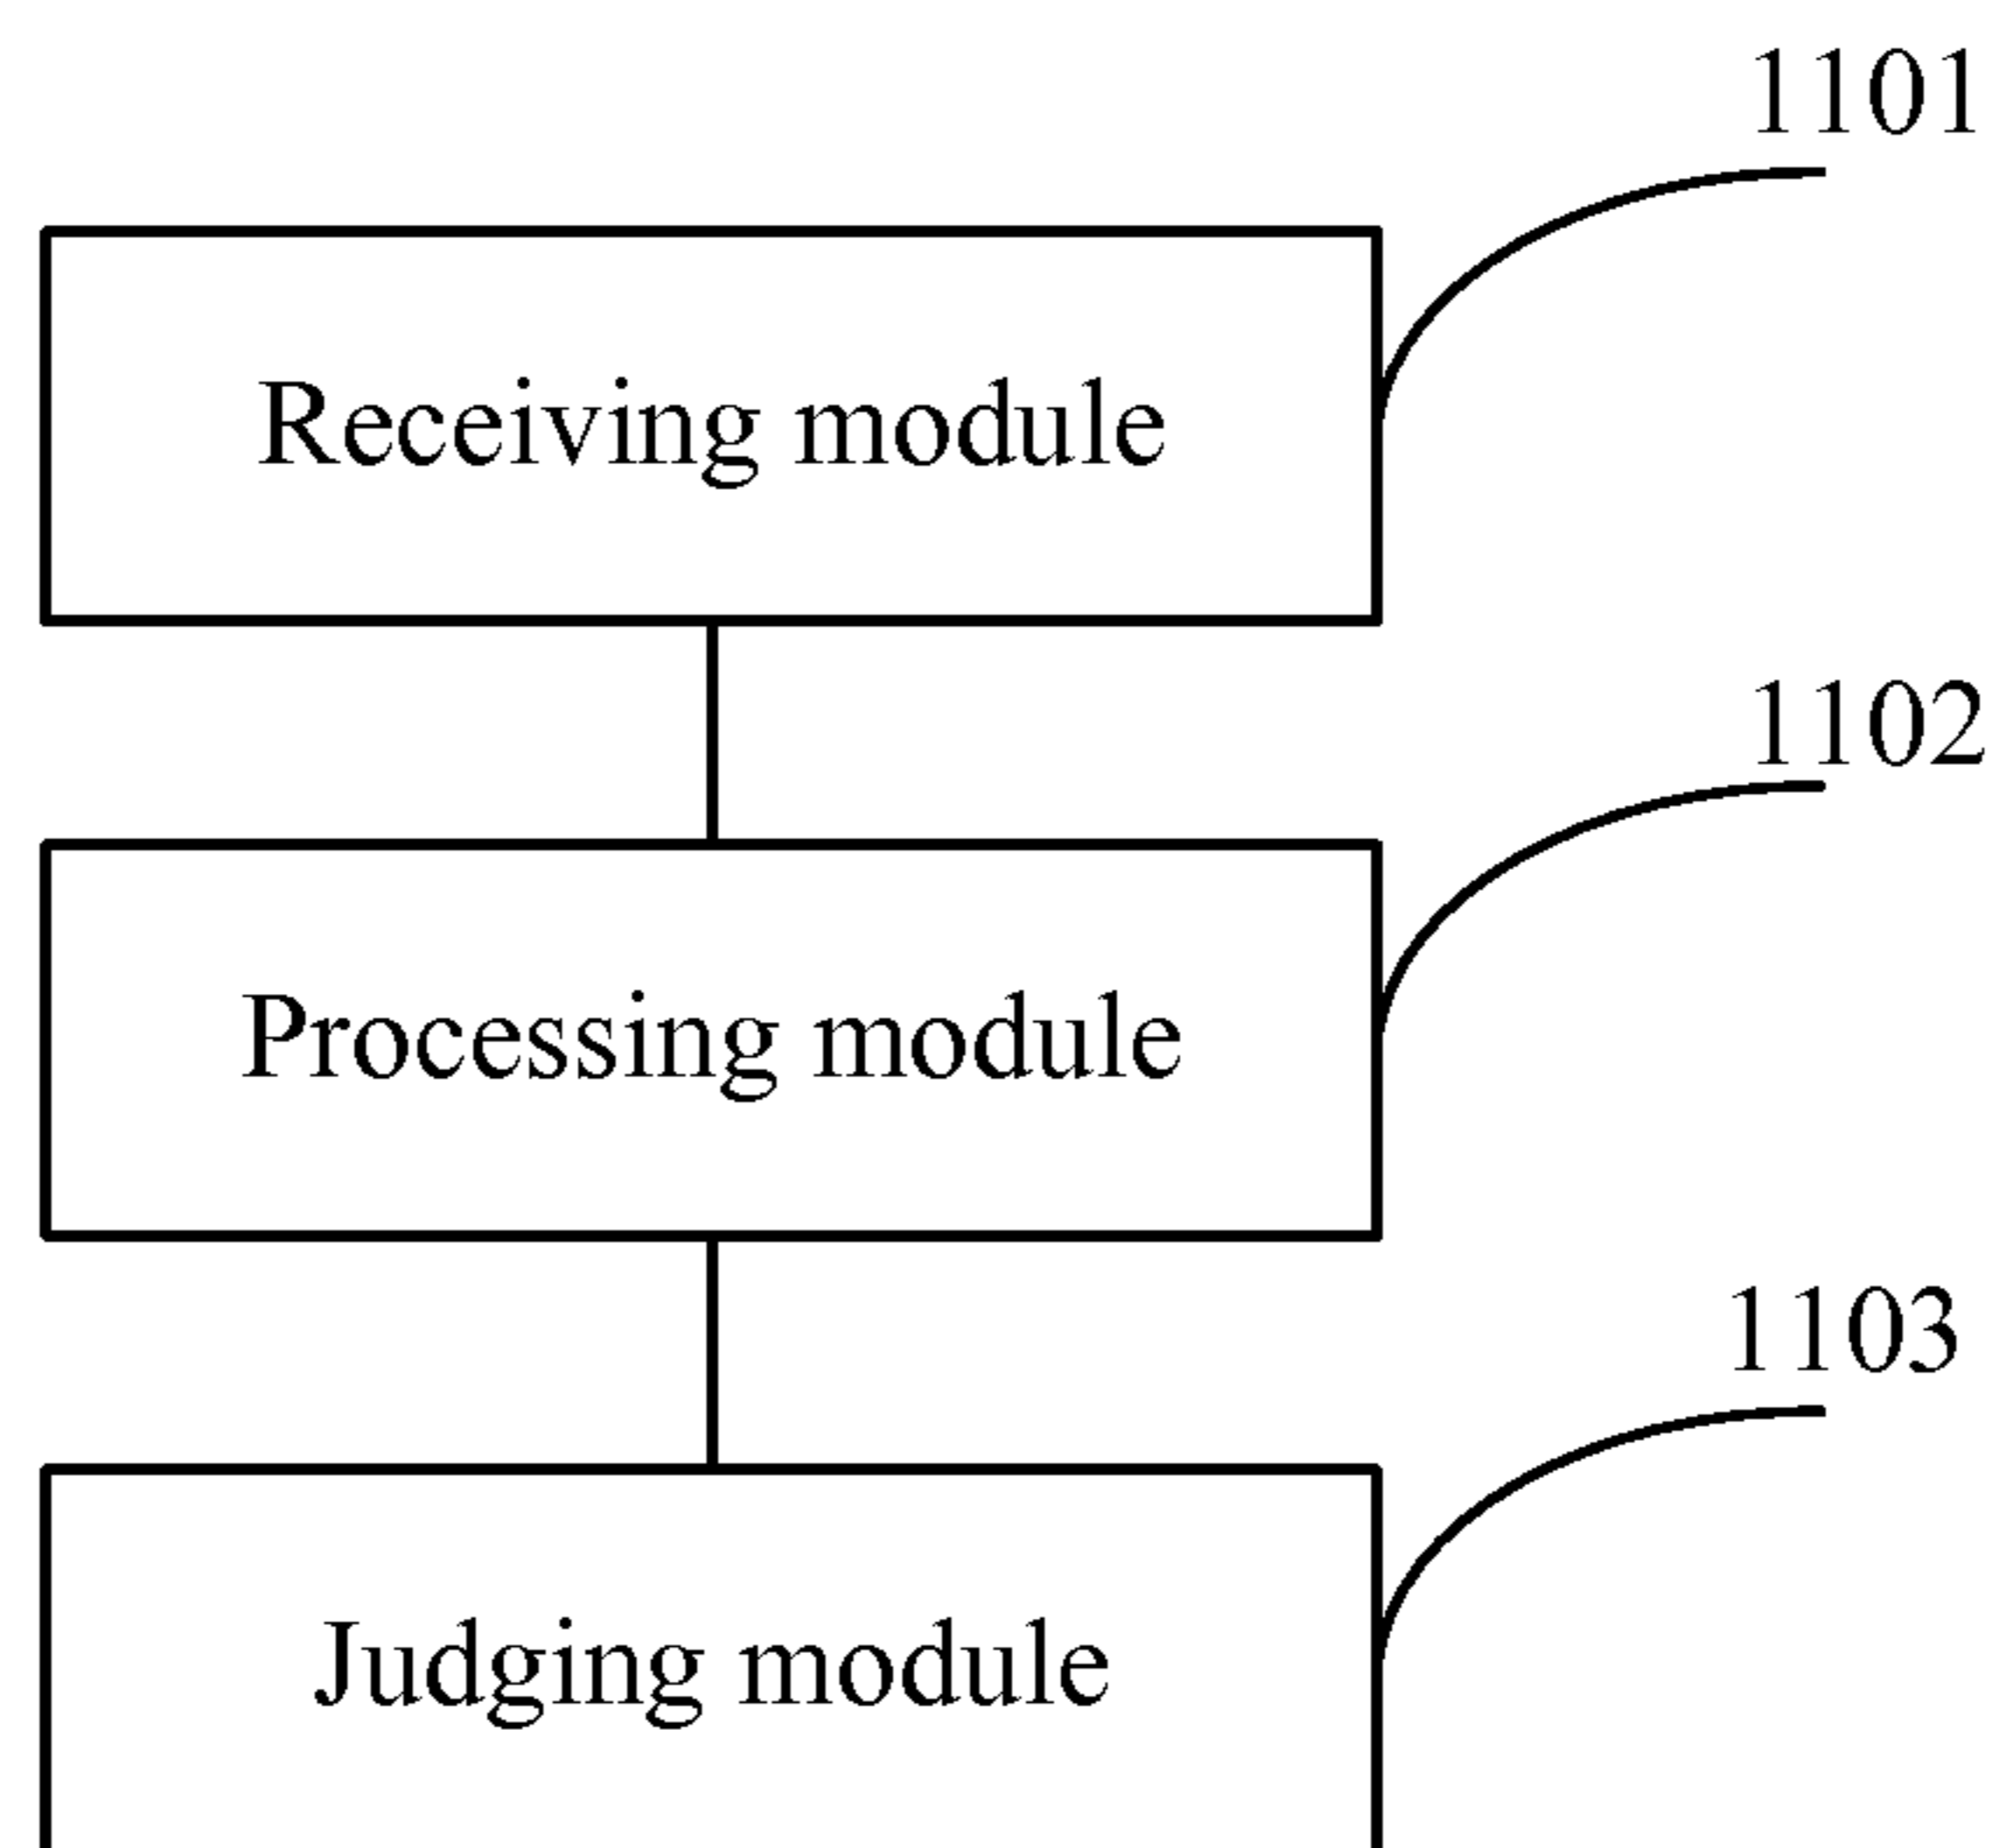 1101
Receiving module
1102
Processing module
1103
Judging module